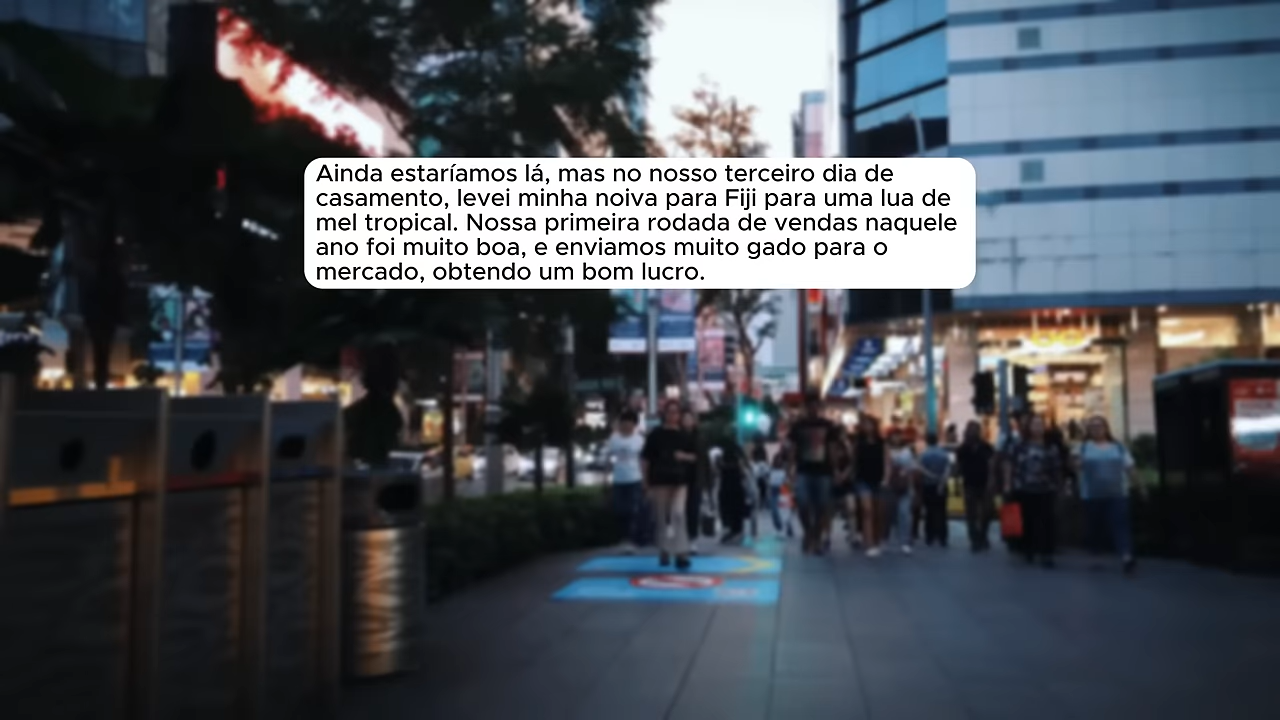 Ainda estaríamos lá, mas no nosso terceiro dia de
casamento, levei minha noiva para Fiji para uma lua de
mel tropical. Nossa primeira rodada de vendas naquele
ano foi muito boa, e enviamos muito gado para o
mercado, obtendo um bom lucro.